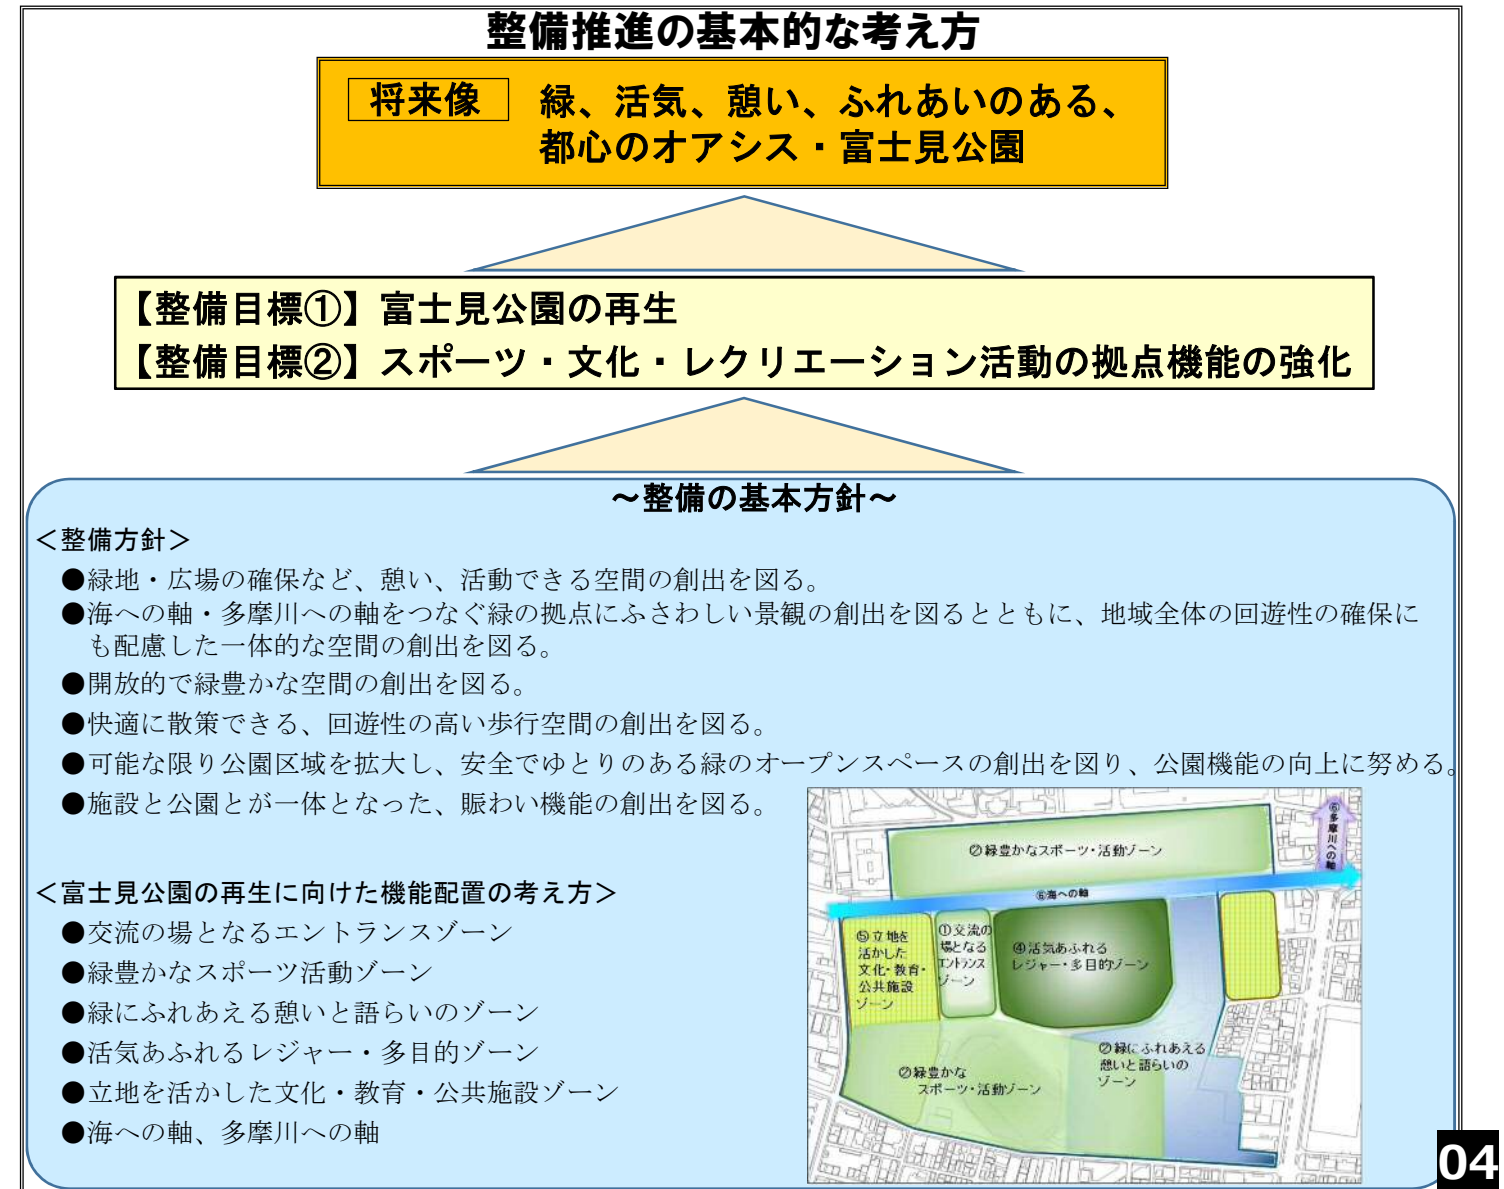 整備推進の基本的な考え方
将来像
緑、活気、憩い、ふれあいのある、
都心のオアシス・富士見公園
【整備目標①】富士見公園の再生
【整備目標②】スポーツ・文化・レクリエーション活動の拠点機能の強化
～整備の基本方針～
＜整備方針＞
●緑地・広場の確保など、憩い、活動できる空間の創出を図る。
●海への軸・多摩川への軸をつなぐ緑の拠点にふさわしい景観の創出を図るとともに、地域全体の回遊性の確保に
も配慮した一体的な空間の創出を図る。
●開放的で緑豊かな空間の創出を図る。
●快適に散策できる、回遊性の高い歩行空間の創出を図る。
●可能な限り公園区域を拡大し、安全でゆとりのある緑のオープンスペースの創出を図り、公園機能の向上に努める。
●施設と公園とが一体となった、賑わい機能の創出を図る。
＜富士見公園の再生に向けた機能配置の考え方＞
●交流の場となるエントランスゾーン
●緑豊かなスポーツ活動ゾーン
●緑にふれあえる憩いと語らいのゾーン
●活気あふれるレジャー・多目的ゾーン
●立地を活かした文化・教育・公共施設ゾーン
●海への軸、多摩川への軸
②緑豊かなスポーツ・活動ゾーン
⑥多摩川への軸
⑥海への軸
⑤立地を
活かした
文化・教育・
公共施設
ゾーン
①交流の
場となる
エントランス
ゾーン
④活気あふれる
レジャー・多目的ゾーン
②緑豊かな
スポーツ・活動ゾーン
緑にふれあえる
憩いと語らいの
ゾーン
04